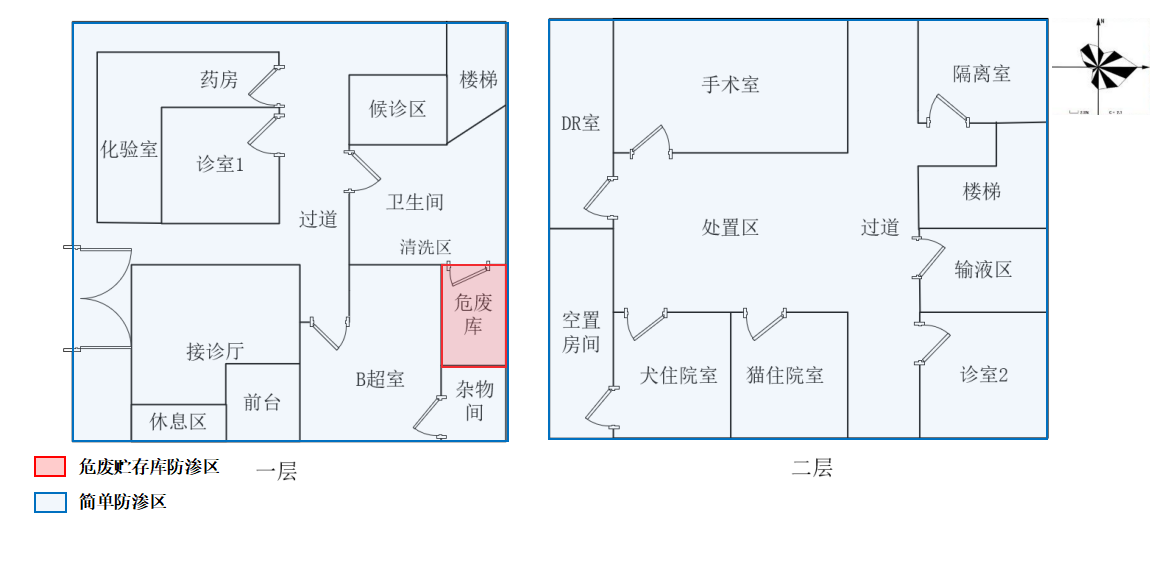 药房
楼梯
候诊区
化验室
诊室1
卫生间
过道
清洗区
危废
库
接诊厅
B超室
杂物
间
前台
休息区
一层
手术室
隔离室
DR室
楼梯
处置区
过道
输液区
空置
房间
犬住院室
猫住院室
诊室2
二层
N
危废贮存库防渗区
简单防渗区